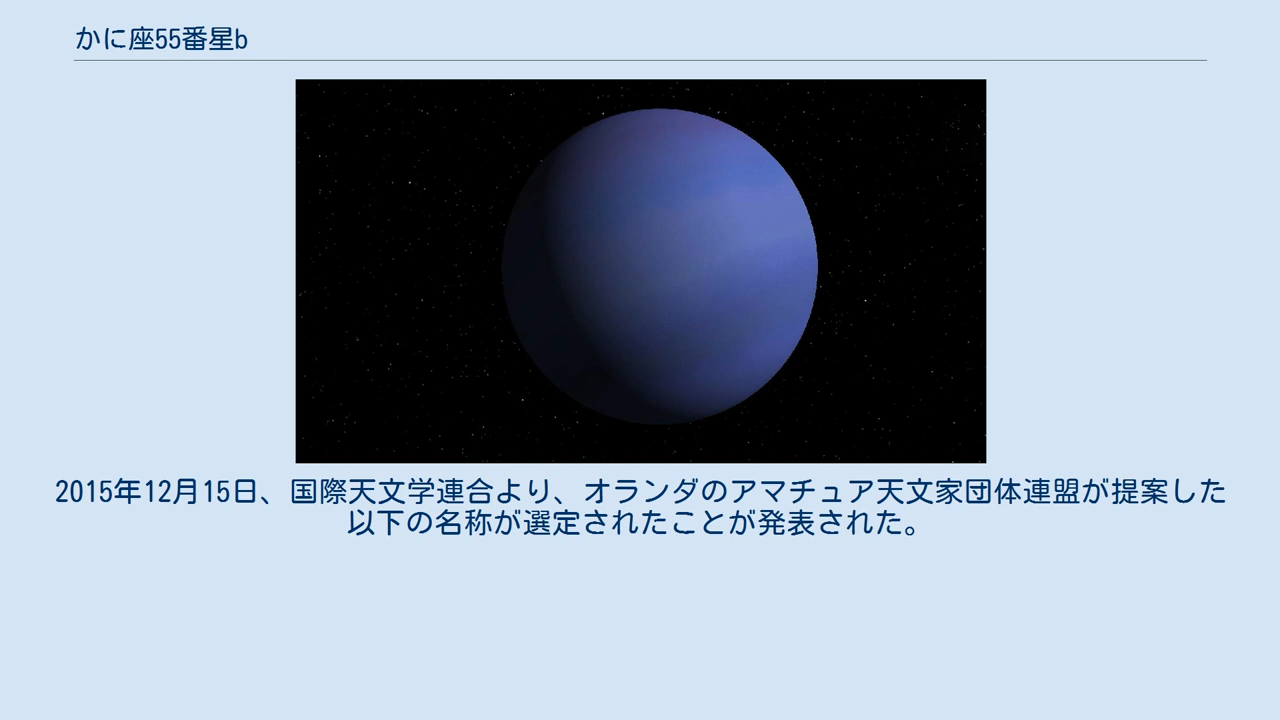 かに座55番星b
2015年12月15日、国際天文学連合より、オランダのアマチュア天文家団体連盟が提案した
以下の名称が選定されたことが発表された。